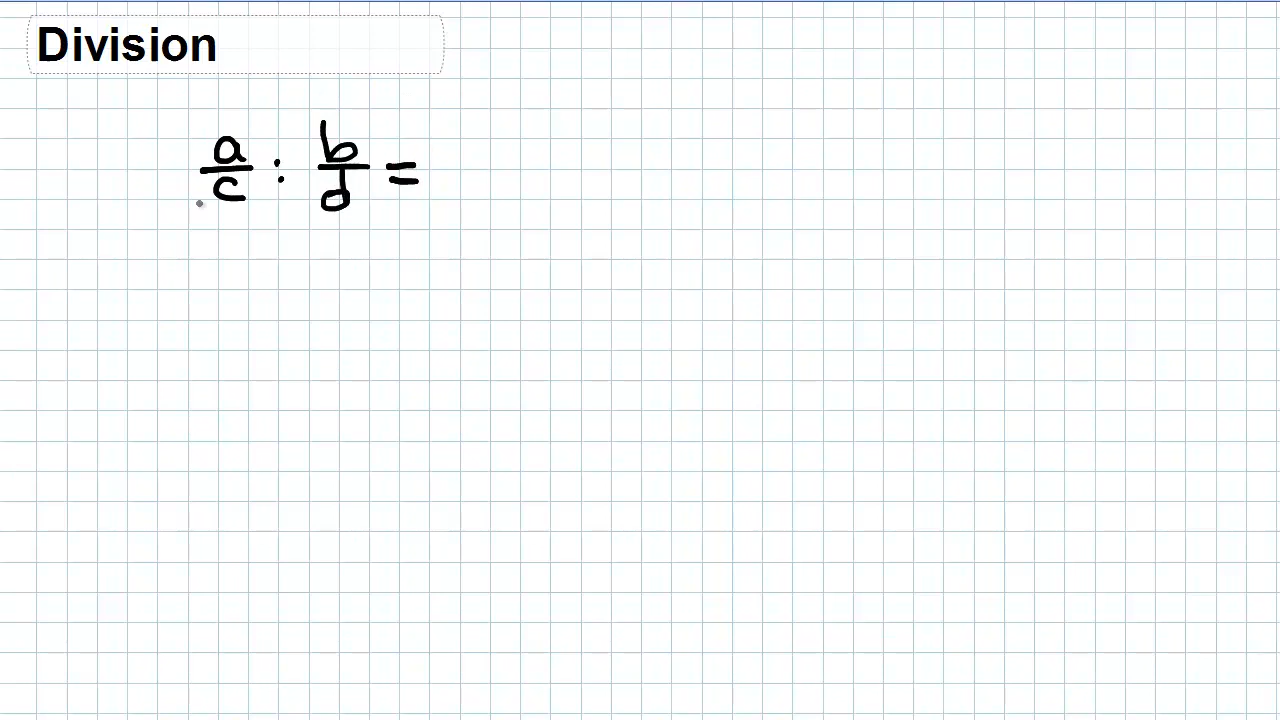 Division
a/c : b/d =